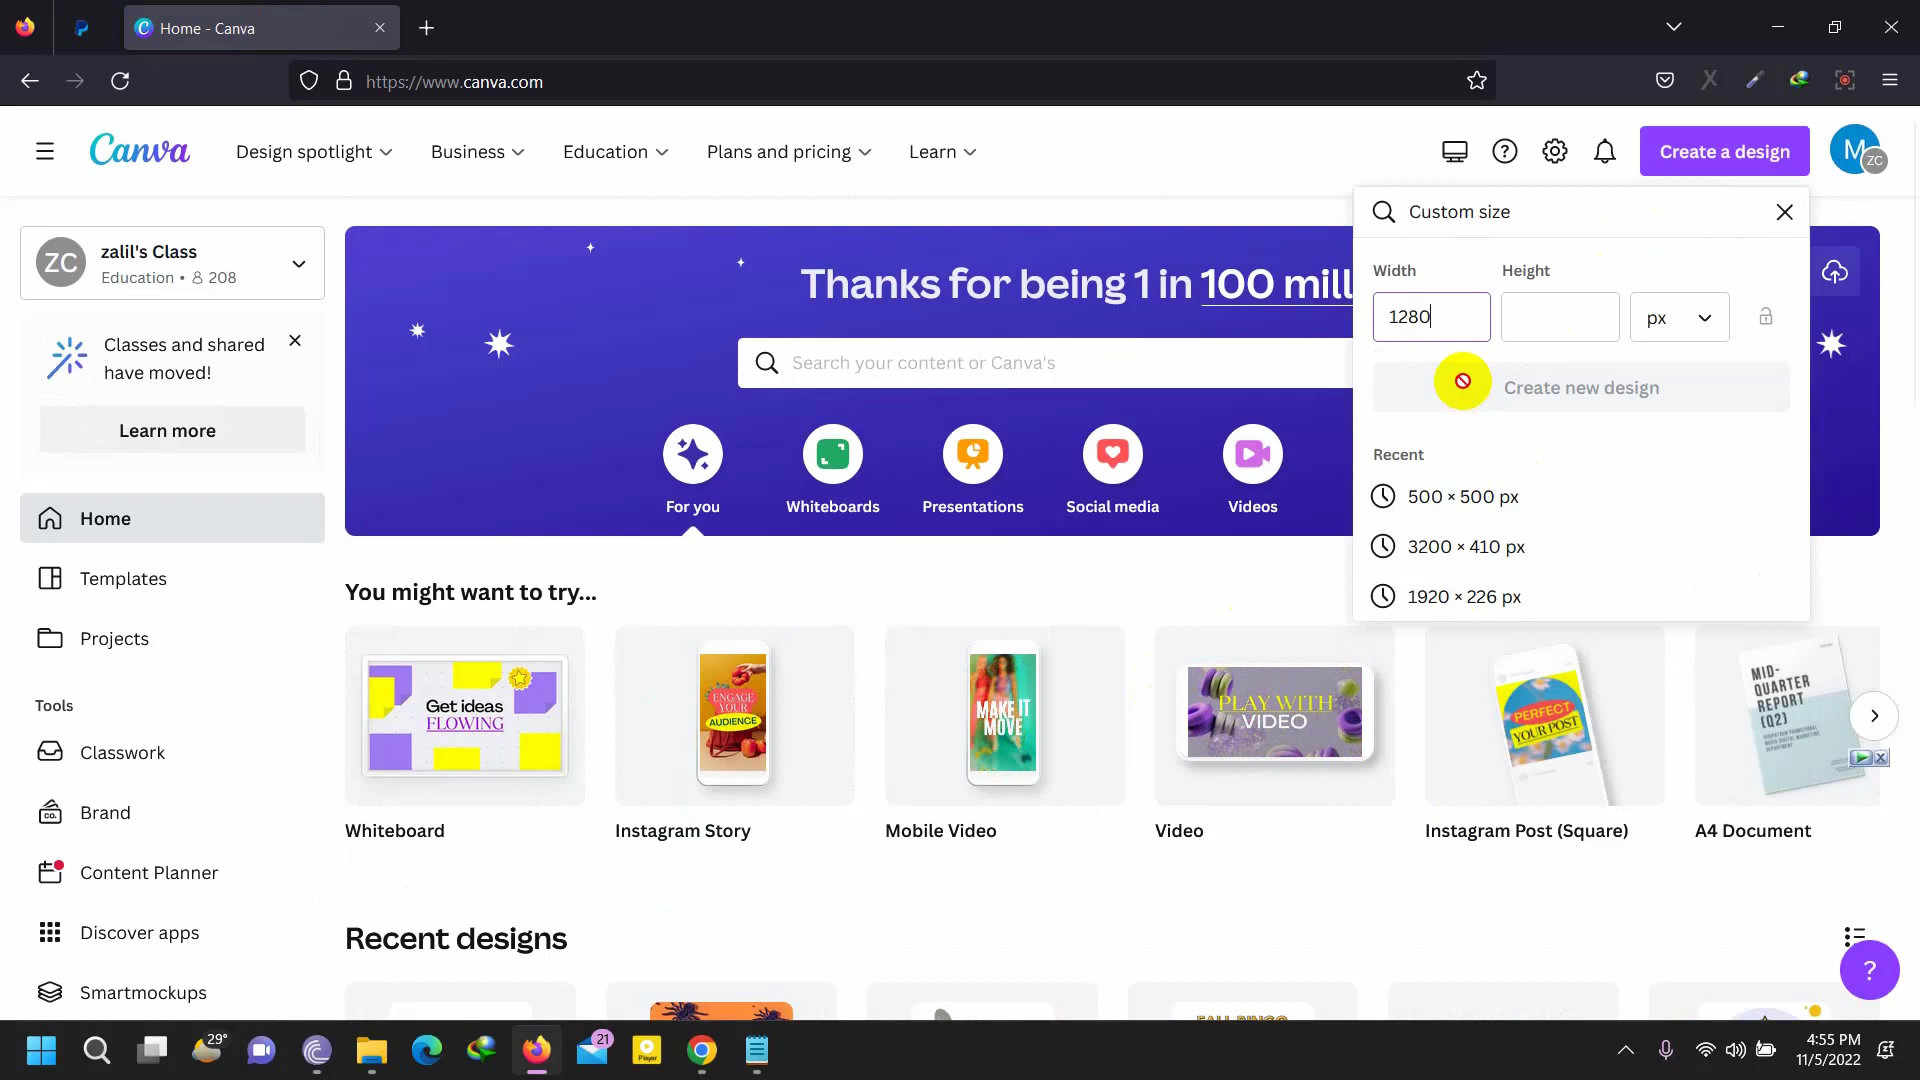 Home - Canva
https://www.canva.com
Canva
Design spotlight
Business
Education
Plans and pricing
Learn
Create a design
M
ZC
ZC
zalil's Class
Education • 208
Classes and shared
have moved!
Learn more
Home
Templates
Projects
Tools
Classwork
Brand
Content Planner
Discover apps
Smartmockups
Thanks for being 1 in 100 mill
Search your content or Canva's
For you
Whiteboards
Presentations
Social media
Videos
Custom size
Width
Height
1280
px
Create new design
Recent
500 × 500 px
3200 × 410 px
1920 × 226 px
You might want to try...
Get ideas
FLOWING
ENGAGE
YOUR
AUDIENCE
MAKE IT
MOVE
PLAY WITH
VIDEO
PERFECT
YOUR POST
MID-
QUARTER
REPORT
(Q2)
Whiteboard
Instagram Story
Mobile Video
Video
Instagram Post (Square)
A4 Document
Recent designs
?
29°
21
Player
4:55 PM
11/5/2022